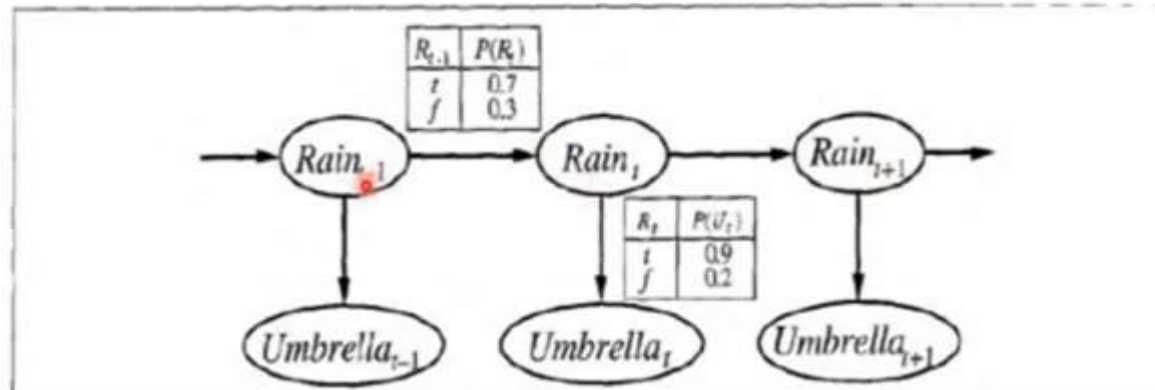 R_{t-1} P(R_t)
t 0.7
f 0.3
Rain_{t-1} Rain_t Rain_{t+1}
R_t P(U_t)
t 0.9
f 0.2
Umbrella_{t-1} Umbrella_t Umbrella_{t+1}